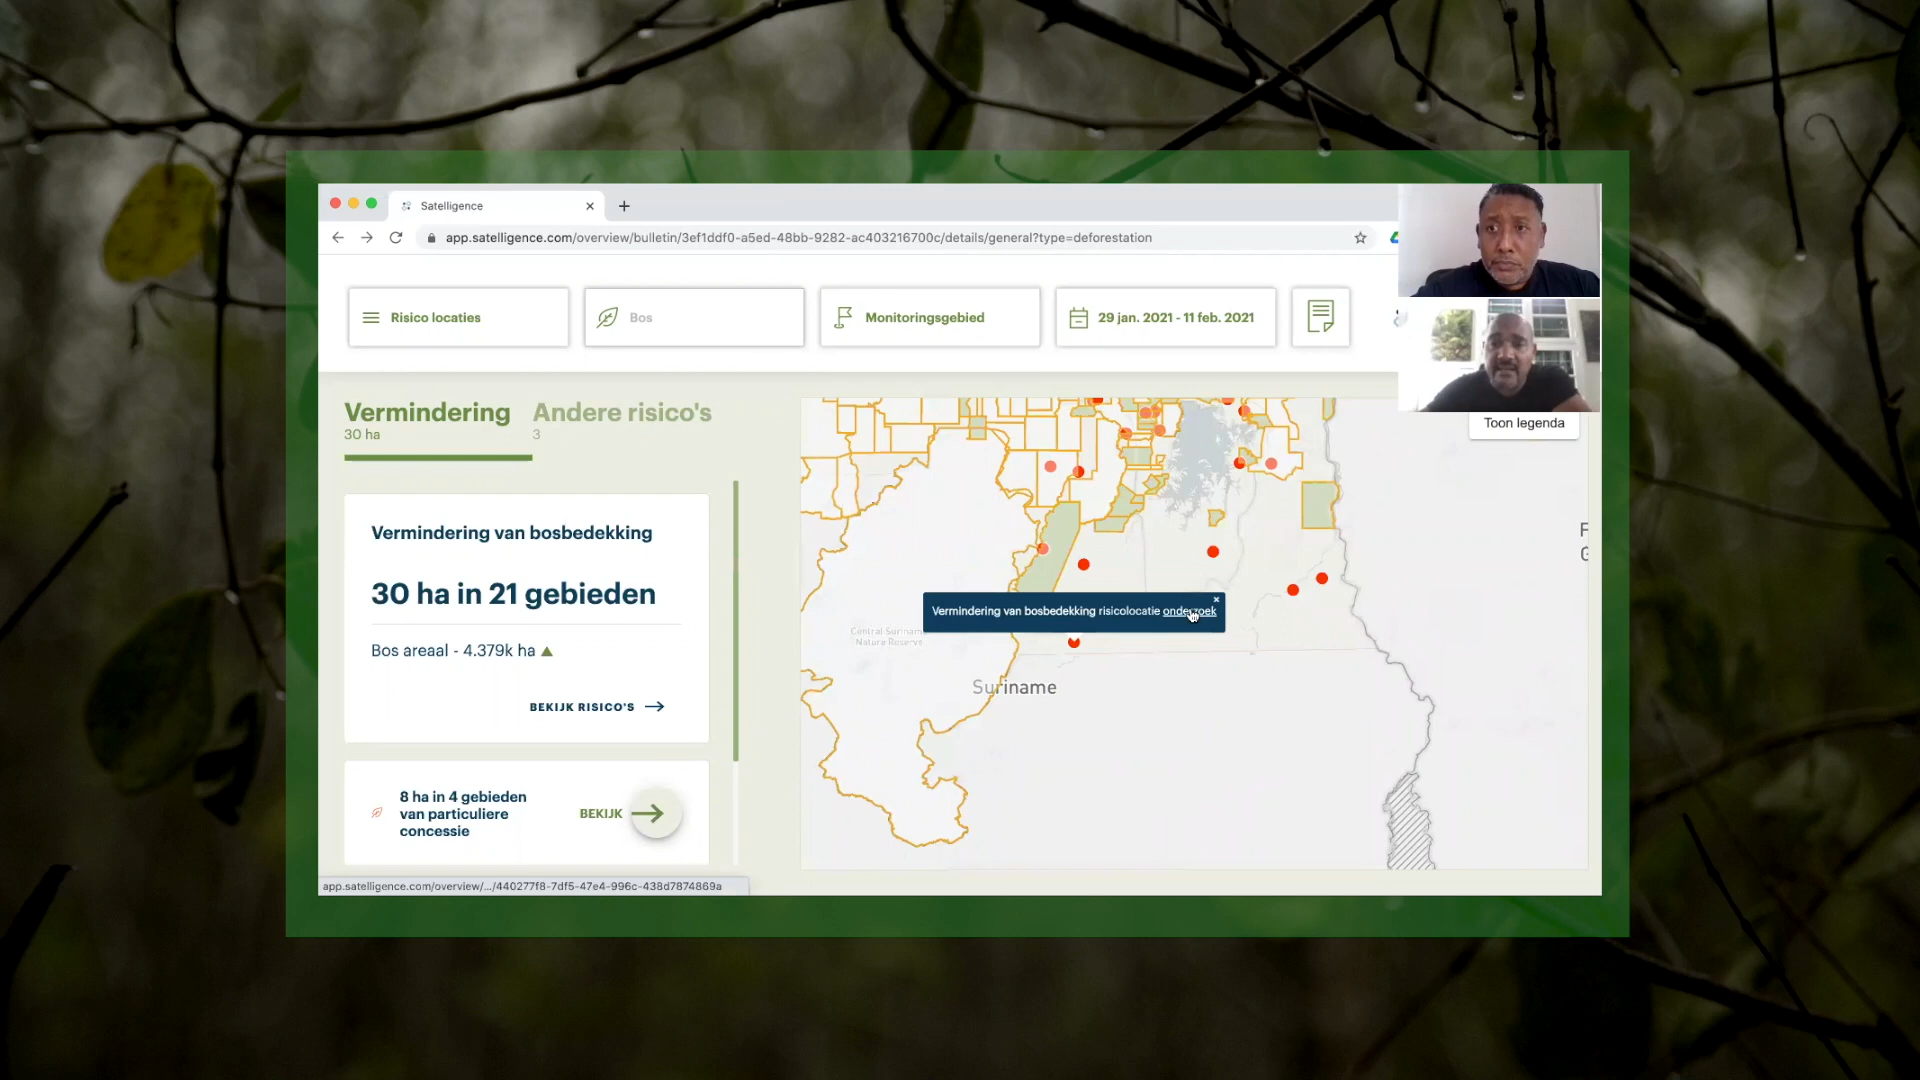 Satelligence
app.satelligence.com/overview/bulletin/3ef1ddf0-a5ed-48bb-9282-ac403216700c/details/general?type=deforestation
Risico locaties
Bos
Monitoringsgebied
29 jan. 2021 - 11 feb. 2021
Vermindering
30 ha
Andere risico's
3
Toon legenda
Vermindering van bosbedekking
30 ha in 21 gebieden
Bos areaal - 4.379k ha
BEKIJK RISICO'S
8 ha in 4 gebieden
van particuliere
concessie
BEKIJK
Vermindering van bosbedekking risicolocatie onderzoek
Central Suriname
Nature Reserve
Suriname
F
G
app.satelligence.com/overview/.../440277f8-7df5-47e4-996c-438d7874869a